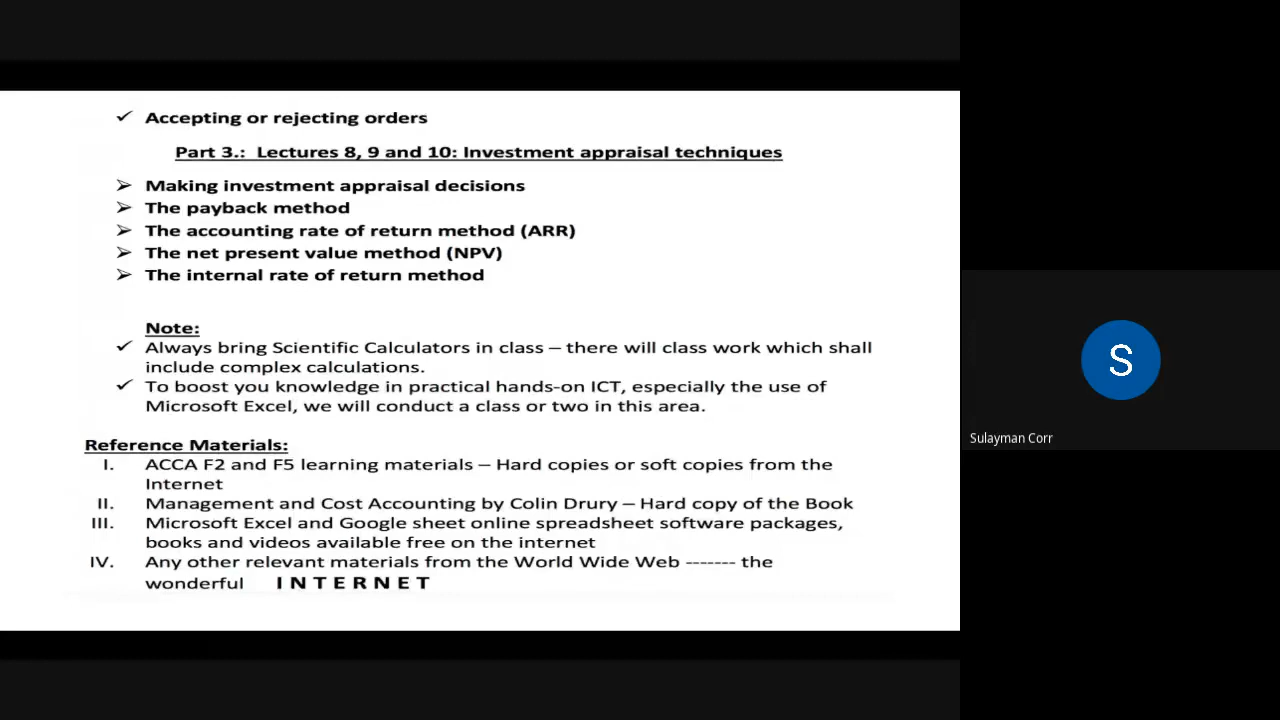 ✓ Accepting or rejecting orders
Part 3.: Lectures 8, 9 and 10: Investment appraisal techniques
➢ Making investment appraisal decisions
➢ The payback method
➢ The accounting rate of return method (ARR)
➢ The net present value method (NPV)
➢ The internal rate of return method
Note:
✓ Always bring Scientific Calculators in class – there will class work which shall
include complex calculations.
✓ To boost you knowledge in practical hands-on ICT, especially the use of
Microsoft Excel, we will conduct a class or two in this area.
Reference Materials:
I. ACCA F2 and F5 learning materials – Hard copies or soft copies from the
Internet
II. Management and Cost Accounting by Colin Drury – Hard copy of the Book
III. Microsoft Excel and Google sheet online spreadsheet software packages,
books and videos available free on the internet
IV. Any other relevant materials from the World Wide Web ------- the
wonderful I N T E R N E T
S
Sulayman Corr